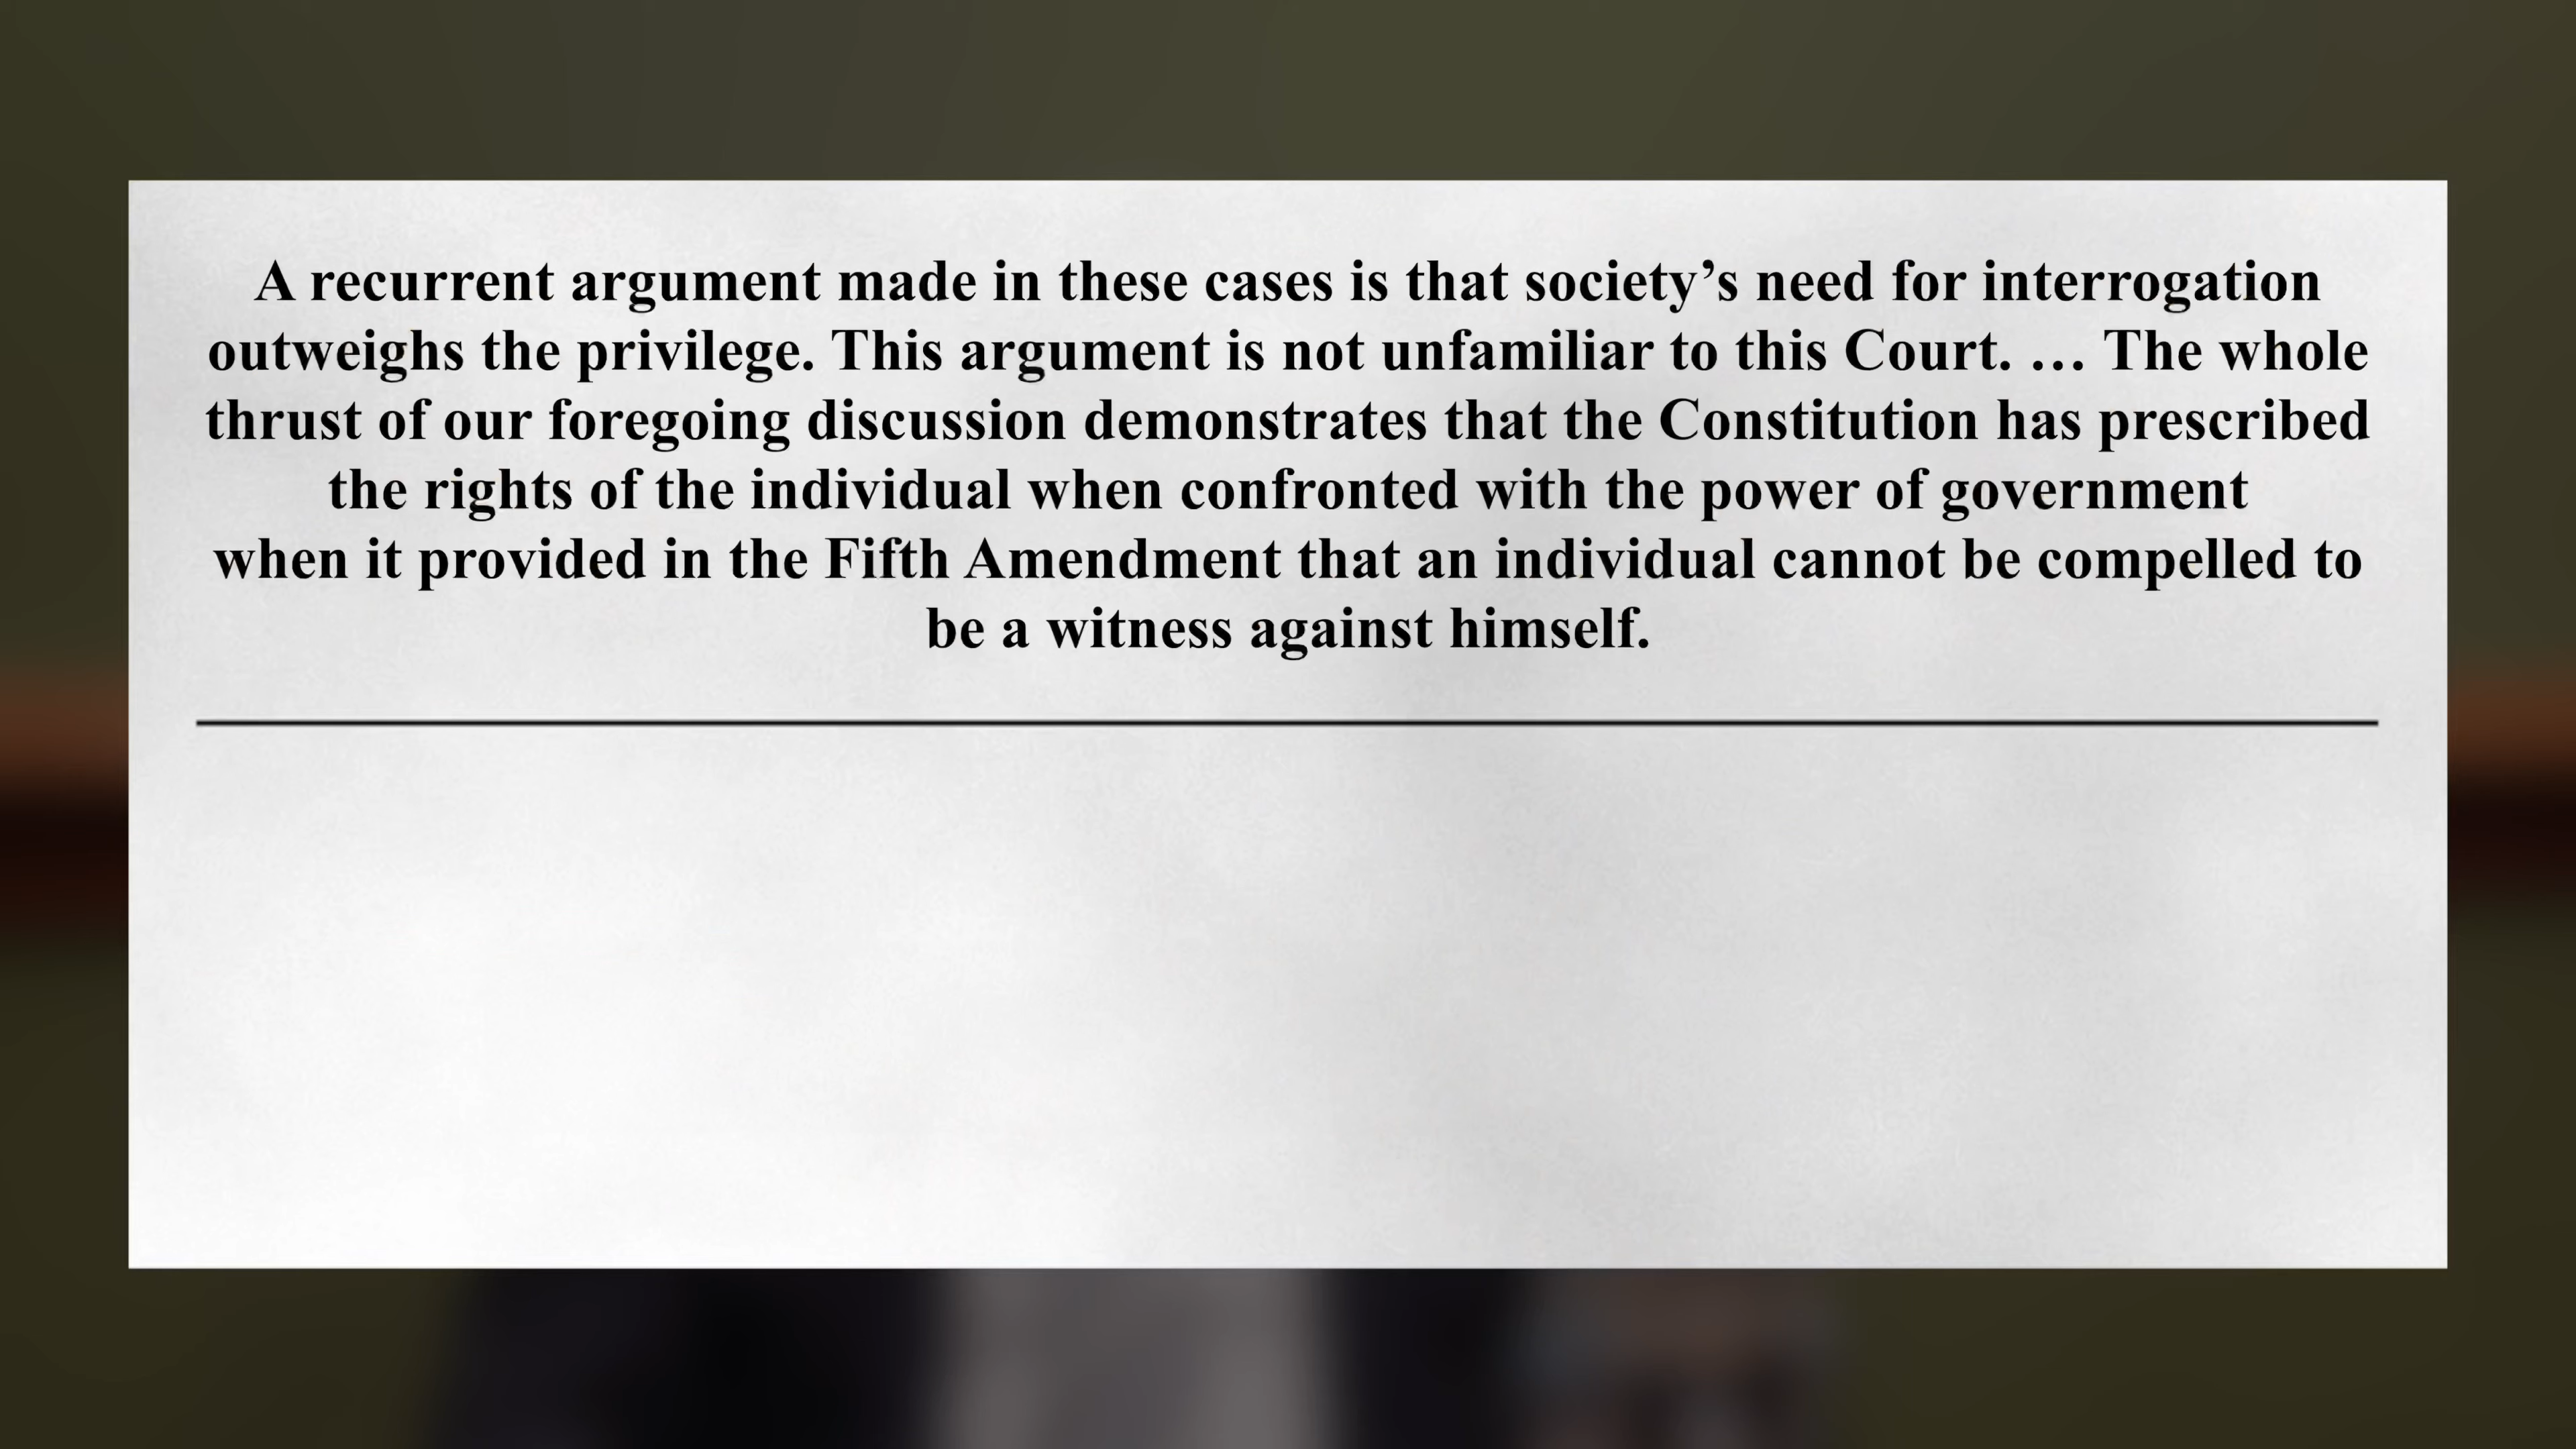 A recurrent argument made in these cases is that society’s need for interrogation
outweighs the privilege. This argument is not unfamiliar to this Court. … The whole
thrust of our foregoing discussion demonstrates that the Constitution has prescribed
the rights of the individual when confronted with the power of government
when it provided in the Fifth Amendment that an individual cannot be compelled to
be a witness against himself.